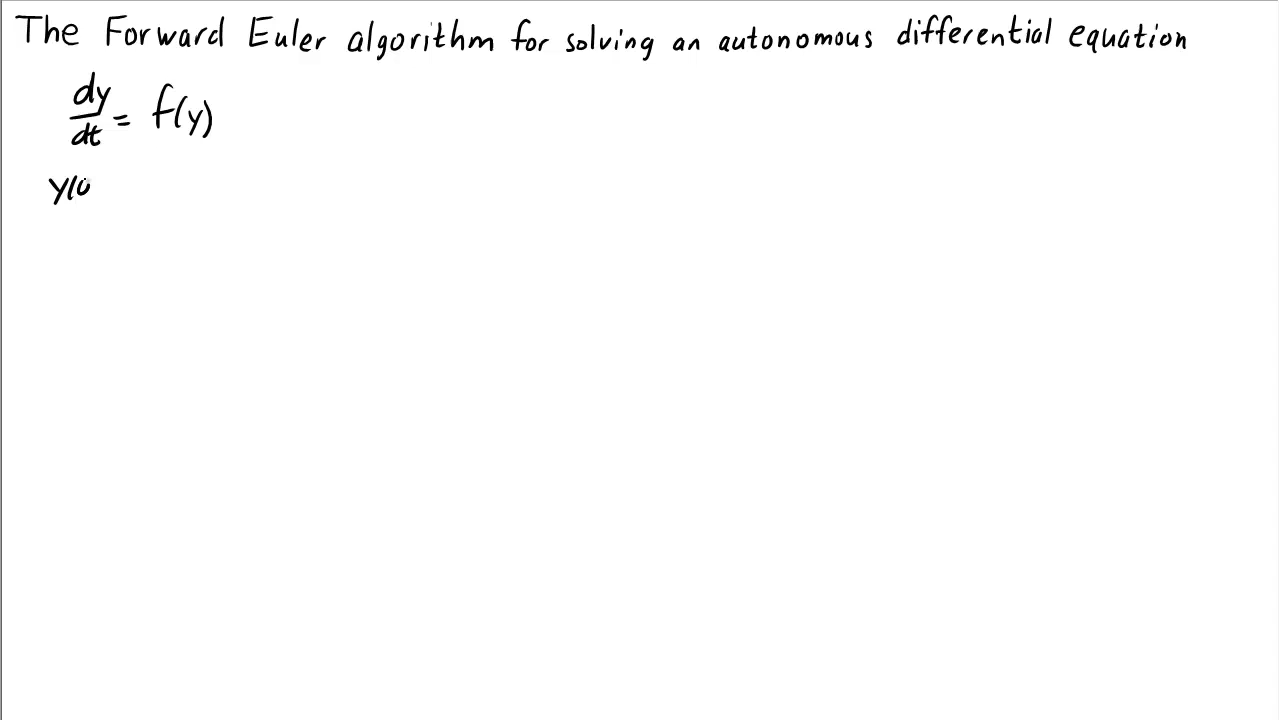 The Forward Euler algorithm for solving an autonomous differential equation
dy/dt = f(y)
y(0